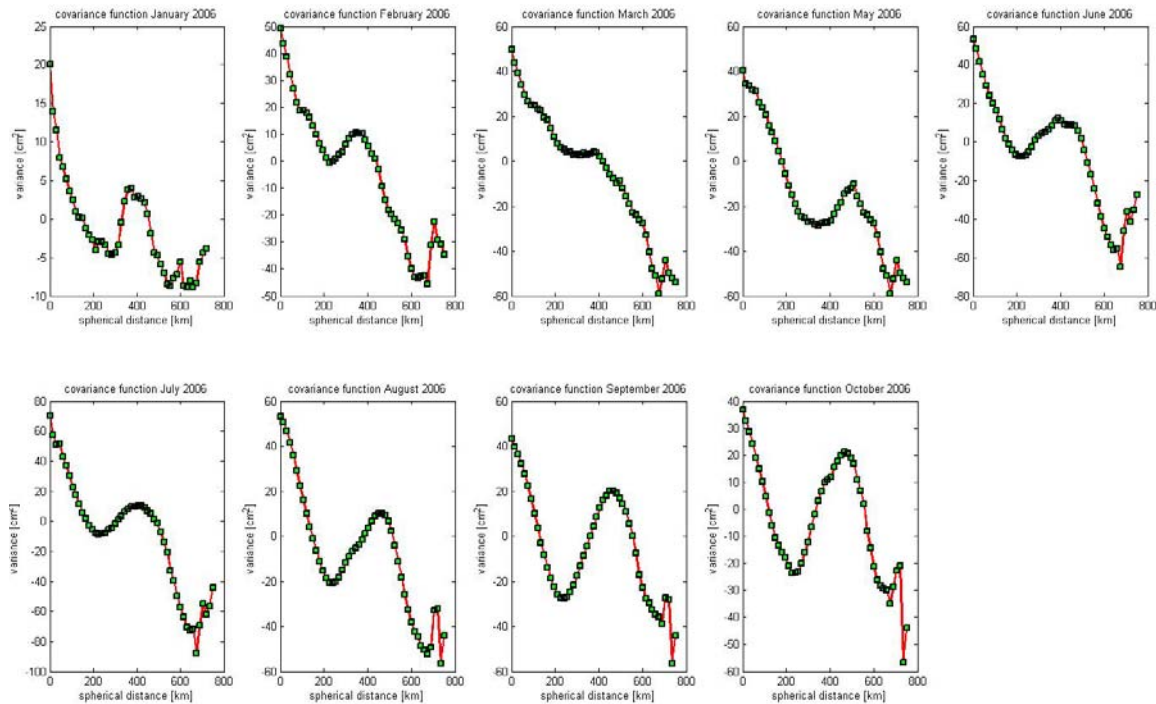 covariance function January 2006
25
20
15
10
5
0
-5
-10
variance [cm²]
0 200 400 600 800
spherical distance [km]
covariance function February 2006
50
40
30
20
10
0
-10
-20
-30
-40
-50
variance [cm²]
0 200 400 600 800
spherical distance [km]
covariance function March 2006
60
40
20
0
-20
-40
-60
variance [cm²]
0 200 400 600 800
spherical distance [km]
covariance function May 2006
60
40
20
0
-20
-40
-60
variance [cm²]
0 200 400 600 800
spherical distance [km]
covariance function June 2006
60
40
20
0
-20
-40
-60
-80
variance [cm²]
0 200 400 600 800
spherical distance [km]
covariance function July 2006
80
60
40
20
0
-20
-40
-60
-80
-100
variance [cm²]
0 200 400 600 800
spherical distance [km]
covariance function August 2006
60
40
20
0
-20
-40
-60
variance [cm²]
0 200 400 600 800
spherical distance [km]
covariance function September 2006
60
40
20
0
-20
-40
-60
variance [cm²]
0 200 400 600 800
spherical distance [km]
covariance function October 2006
40
30
20
10
0
-10
-20
-30
-40
-50
-60
variance [cm²]
0 200 400 600 800
spherical distance [km]